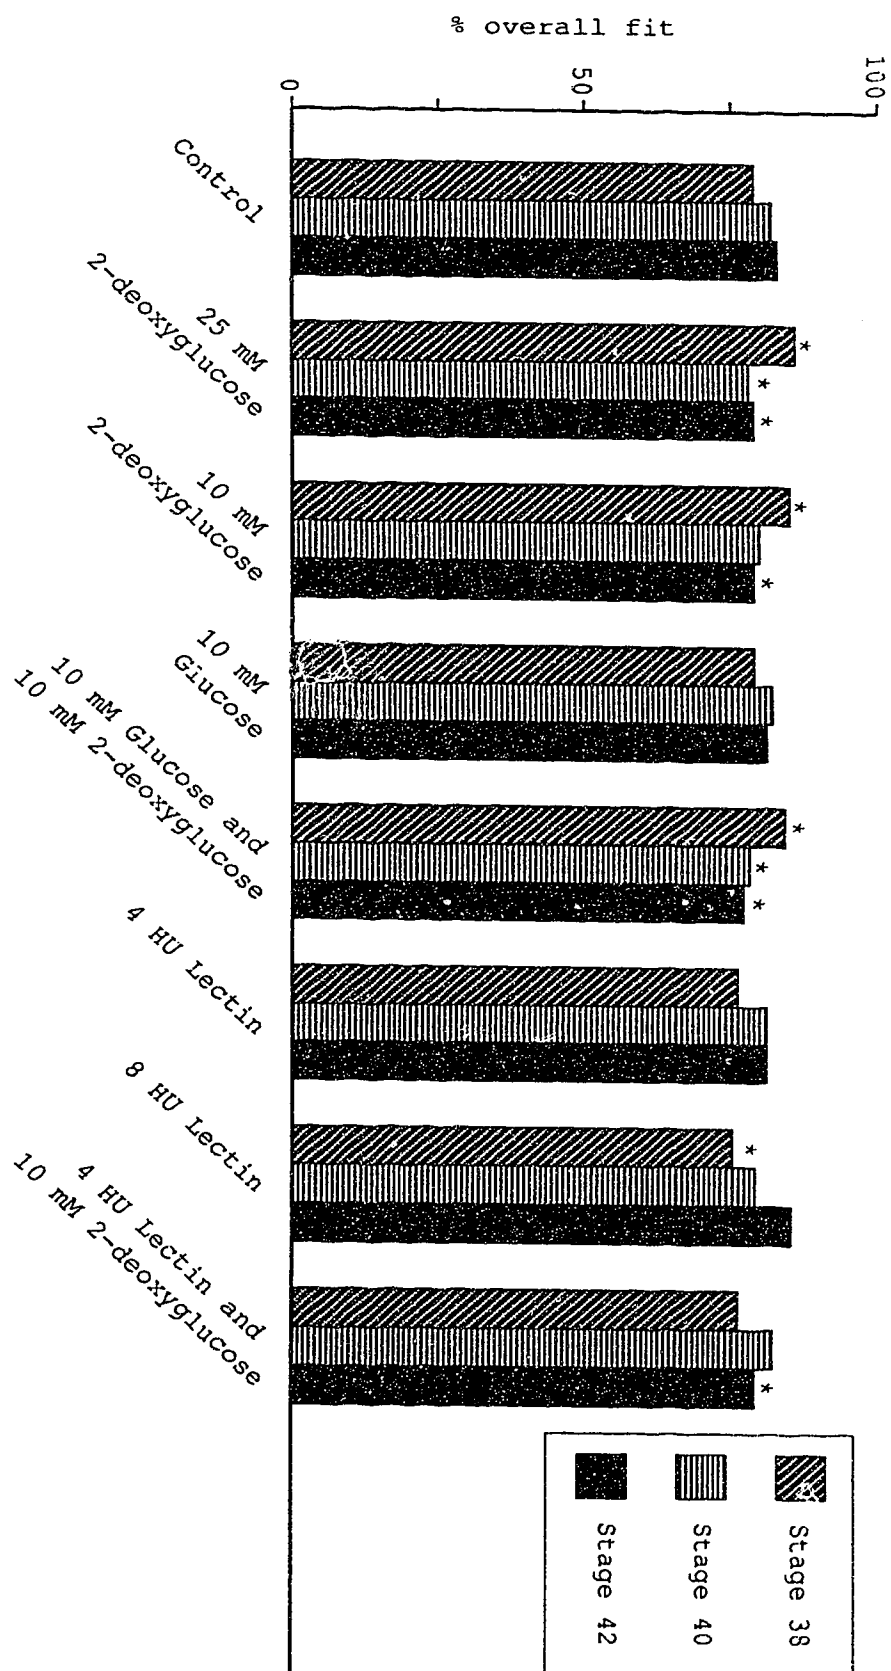 % overall fit
100
50
0
Control
25 mM
2-deoxyglucose
10 mM
2-deoxyglucose
10 mM
Glucose
10 mM Glucose and
10 mM 2-deoxyglucose
4 HU Lectin
8 HU Lectin
4 HU Lectin and
10 mM 2-deoxyglucose
*
*
*
*
*
*
*
*
*
*
Stage 38
Stage 40
Stage 42